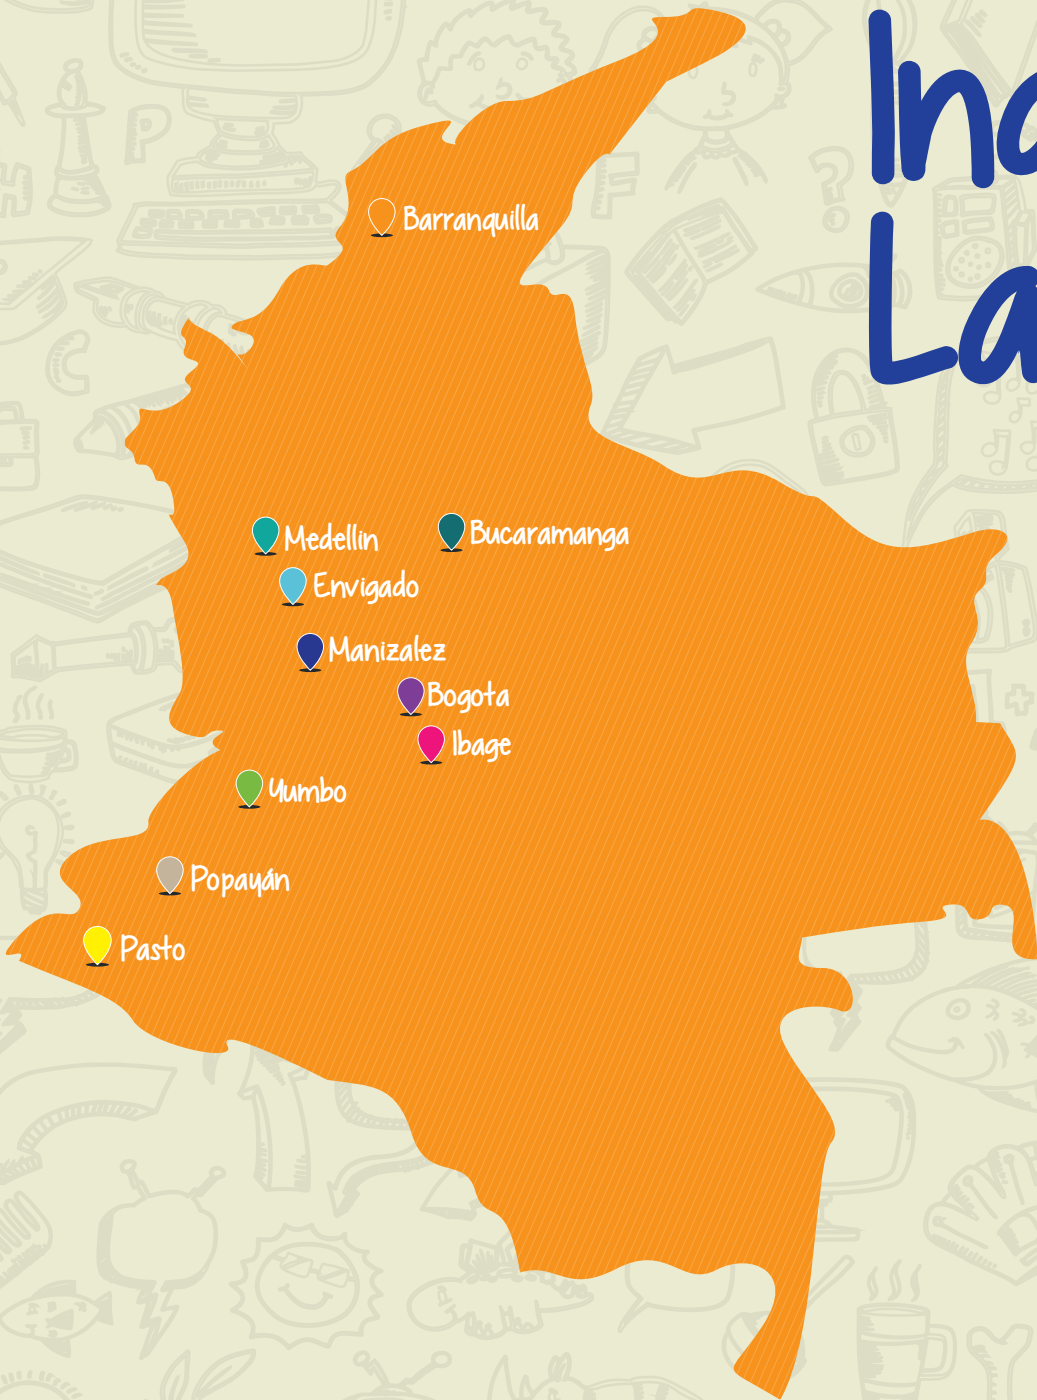 Barranquilla
Medellin
Bucaramanga
Envigado
Manizalez
Bogota
Ibage
Yumbo
Popayán
Pasto